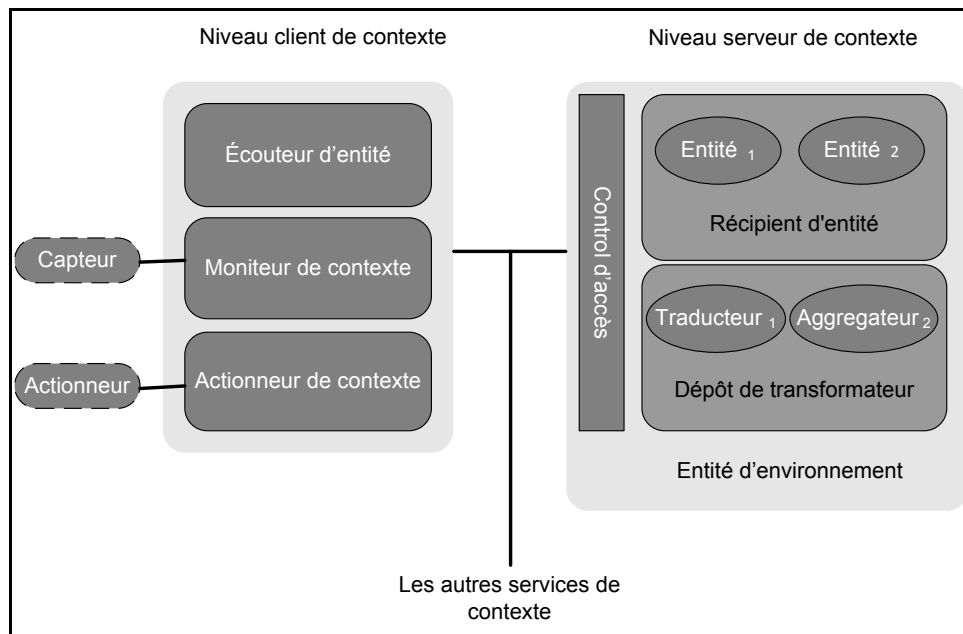 Niveau client de contexte
Niveau serveur de contexte
Écouteur d'entité
Moniteur de contexte
Actionneur de contexte
Capteur
Actionneur
Control d'accès
Entité 1
Entité 2
Récipient d'entité
Traducteur 1
Aggregateur 2
Dépôt de transformateur
Entité d'environnement
Les autres services de
contexte